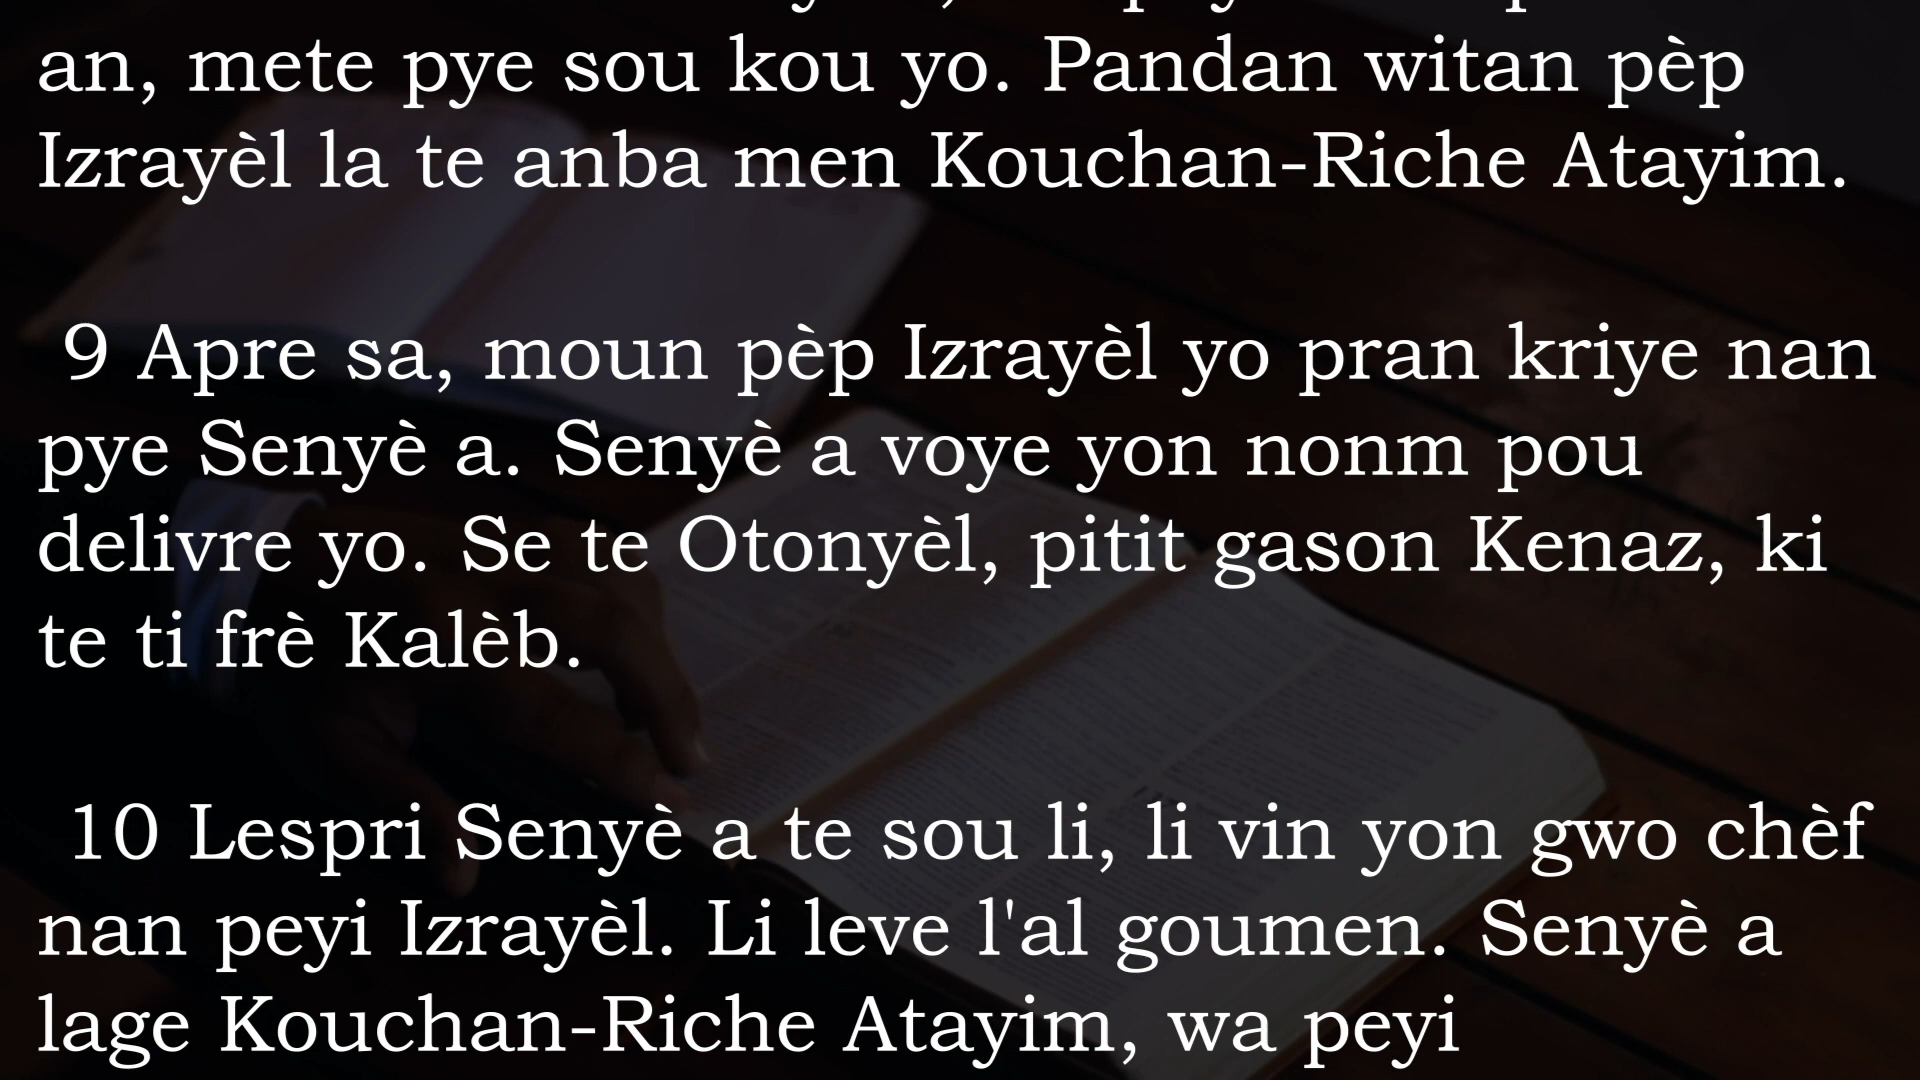 an, mete pye sou kou yo. Pandan witan pèp
Izrayèl la te anba men Kouchan-Riche Atayim.
9 Apre sa, moun pèp Izrayèl yo pran kriye nan
pye Senyè a. Senyè a voye yon nonm pou
delivre yo. Se te Otonyèl, pitit gason Kenaz, ki
te ti frè Kalèb.
10 Lespri Senyè a te sou li, li vin yon gwo chèf
nan peyi Izrayèl. Li leve l'al goumen. Senyè a
lage Kouchan-Riche Atayim, wa peyi